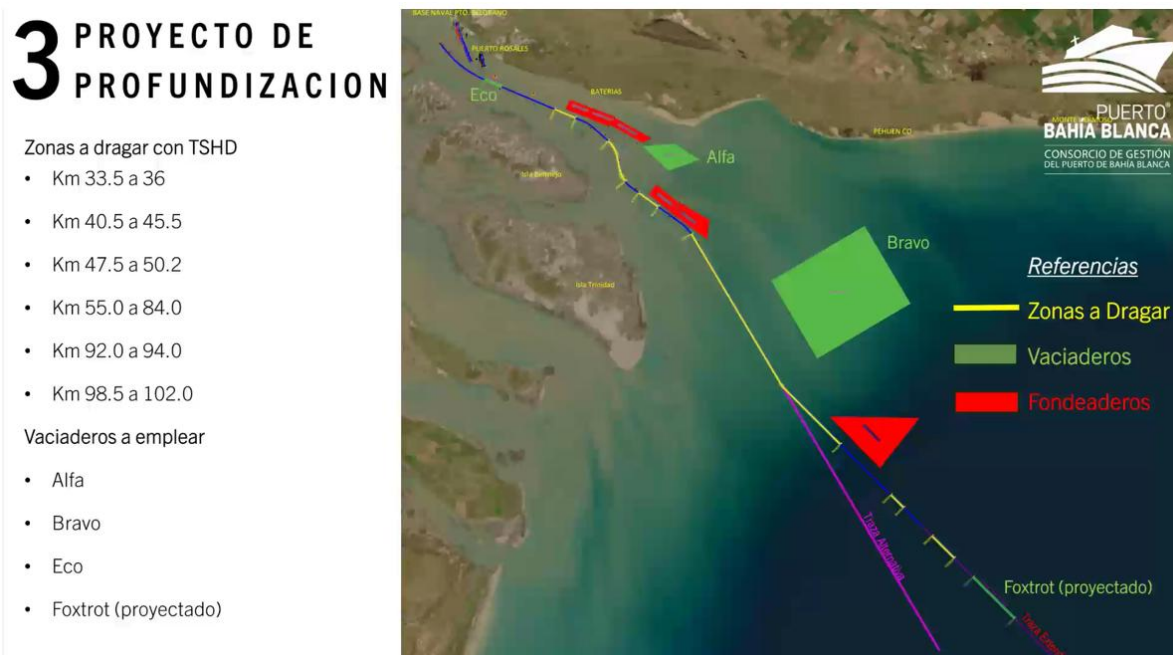 3 PROYECTO DE
PROFUNDIZACION
Zonas a dragar con TSHD
• Km 33.5 a 36
• Km 40.5 a 45.5
• Km 47.5 a 50.2
• Km 55.0 a 84.0
• Km 92.0 a 94.0
• Km 98.5 a 102.0
Vaciaderos a emplear
• Alfa
• Bravo
• Eco
• Foxtrot (proyectado)
BASE NAVAL PTO. BELGRANO
PUERTO ROSALES
Eco
BATERIAS
Alfa
PEHUEN CO
Isla Bermejo
Isla Trinidad
Bravo
PUERTO
BAHÍA BLANCA
CONSORCIO DE GESTIÓN
DEL PUERTO DE BAHÍA BLANCA
Referencias
Zonas a Dragar
Vaciaderos
Fondeaderos
Traza Alternativa
Foxtrot (proyectado)
Traza